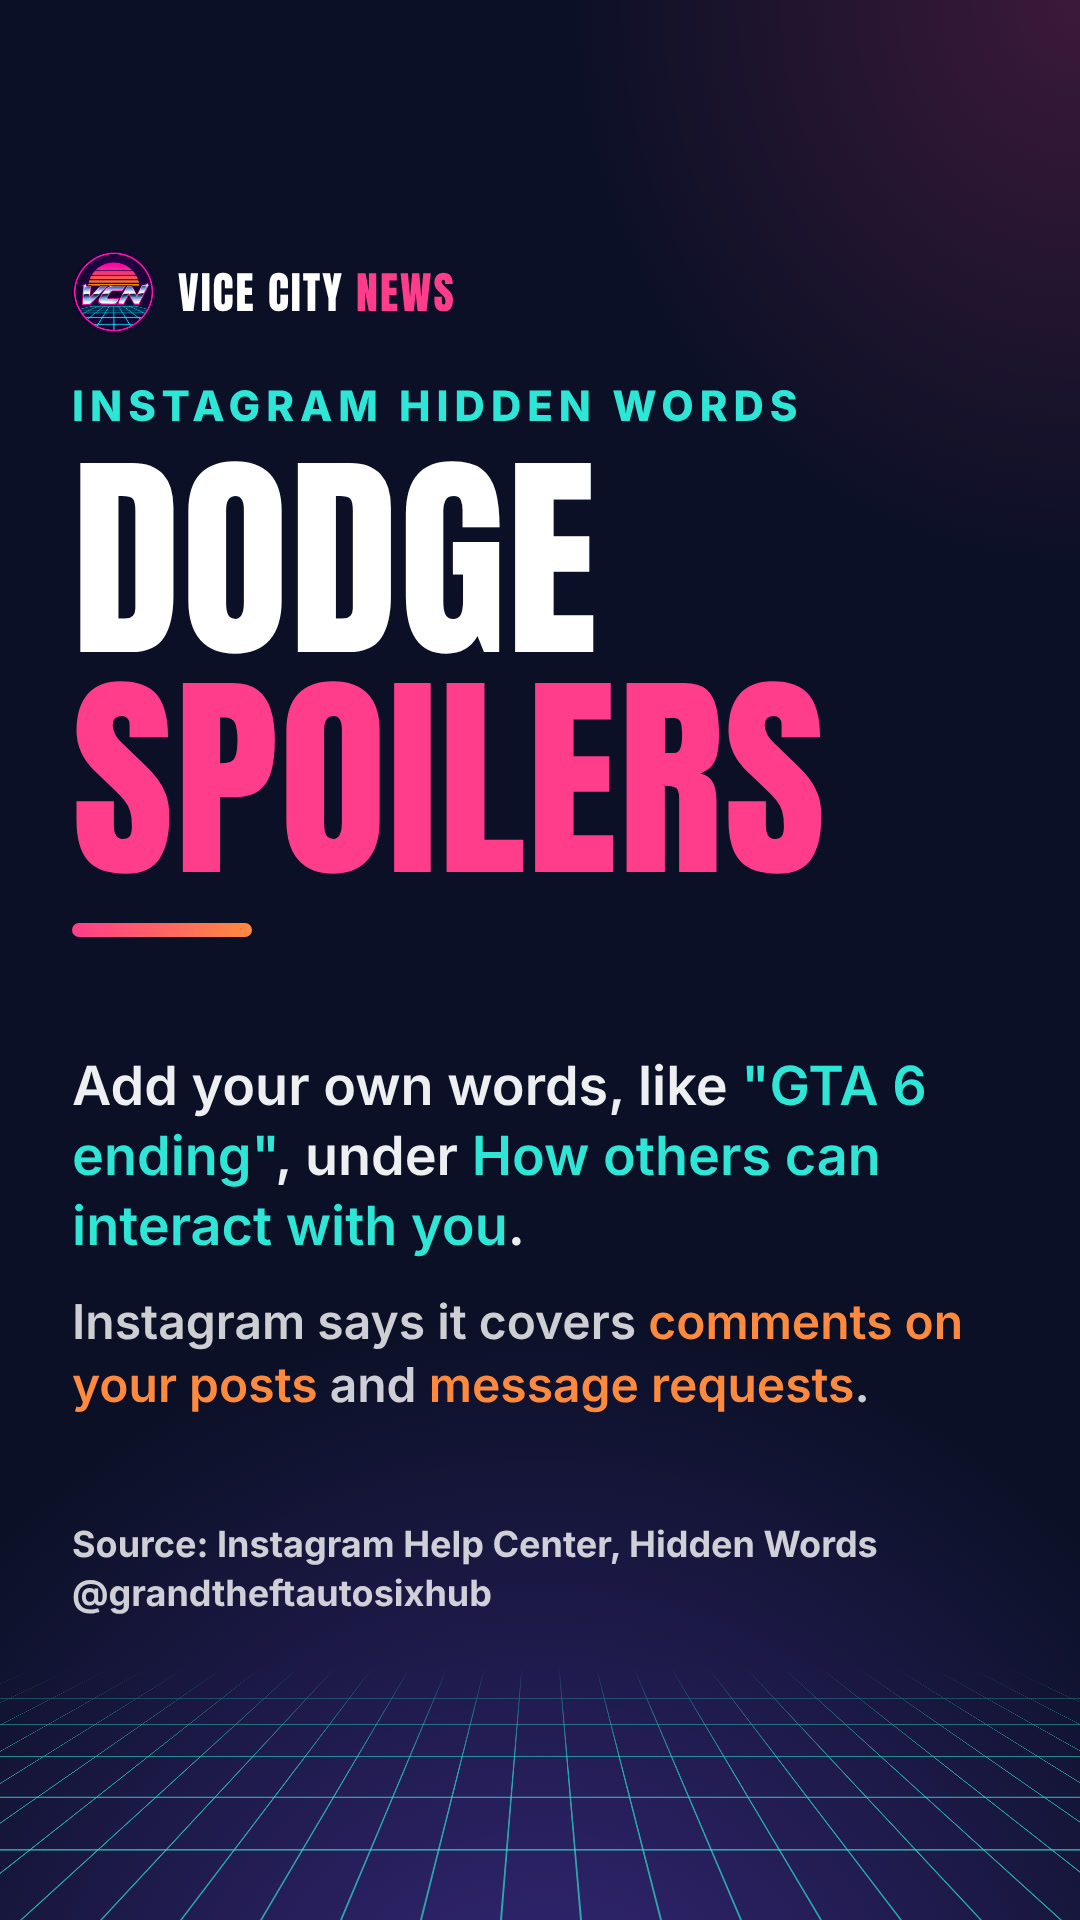 VCN
VICE CITY NEWS
INSTAGRAM HIDDEN WORDS
DODGE
SPOILERS
Add your own words, like "GTA 6
ending", under How others can
interact with you.
Instagram says it covers comments on
your posts and message requests.
Source: Instagram Help Center, Hidden Words
@grandtheftautosixhub